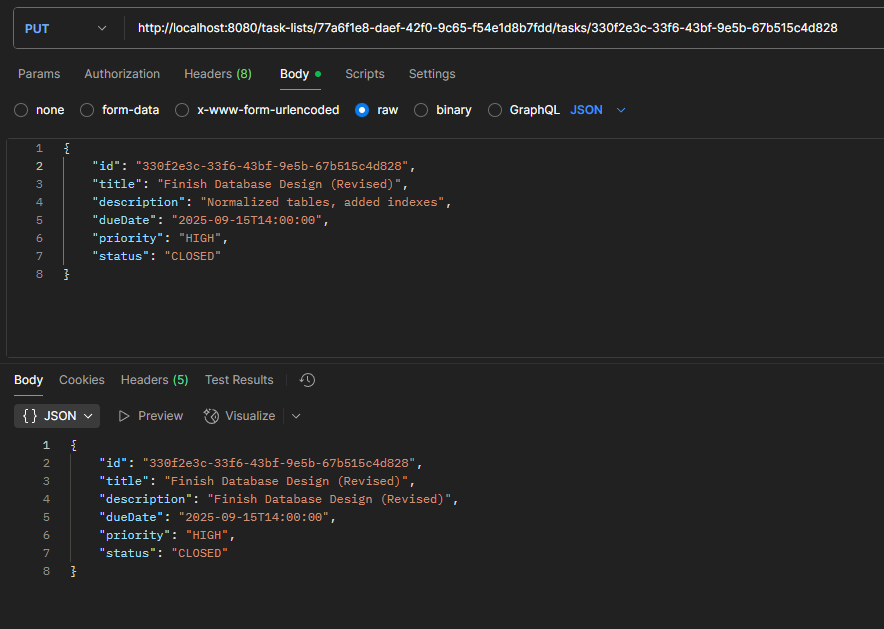 PUT http://localhost:8080/task-lists/77a6f1e8-daef-42f0-9c65-f54e1d8b7fdd/tasks/330f2e3c-33f6-43bf-9e5b-67b515c4d828
Params Authorization Headers (8) Body Scripts Settings
none form-data x-www-form-urlencoded raw binary GraphQL JSON
1 {
2 "id": "330f2e3c-33f6-43bf-9e5b-67b515c4d828",
3 "title": "Finish Database Design (Revised)",
4 "description": "Normalized tables, added indexes",
5 "dueDate": "2025-09-15T14:00:00",
6 "priority": "HIGH",
7 "status": "CLOSED"
8 }
Body Cookies Headers (5) Test Results
{} JSON Preview Visualize
1 {
2 "id": "330f2e3c-33f6-43bf-9e5b-67b515c4d828",
3 "title": "Finish Database Design (Revised)",
4 "description": "Finish Database Design (Revised)",
5 "dueDate": "2025-09-15T14:00:00",
6 "priority": "HIGH",
7 "status": "CLOSED"
8 }